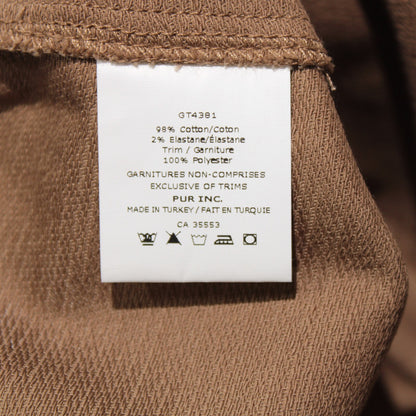 GT4381
98% Cotton/Coton
2% Elastane/Élastane
Trim / Garniture
100% Polyester
GARNITURES NON-COMPRISES
EXCLUSIVE OF TRIMS
PUR INC.
MADE IN TURKEY / FAIT EN TURQUIE
CA 35553